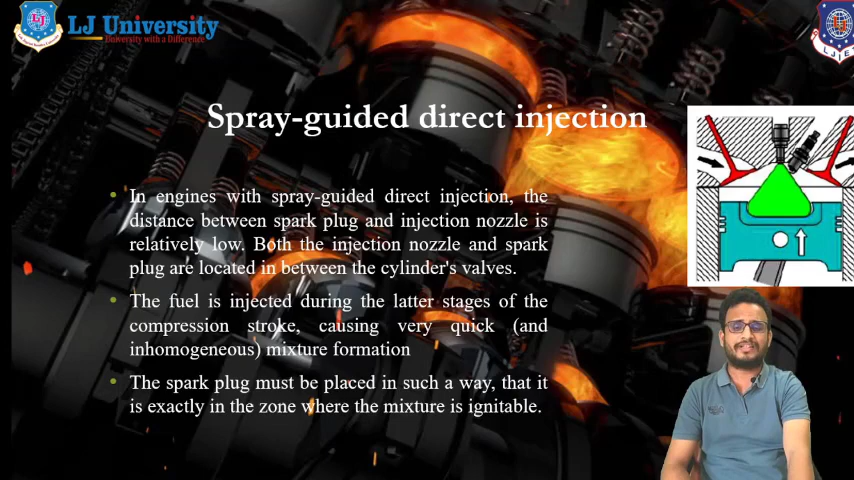 LJ University
University with a Difference
LJIET
Spray-guided direct injection
In engines with spray-guided direct injection, the
distance between spark plug and injection nozzle is
relatively low. Both the injection nozzle and spark
plug are located in between the cylinder's valves.
The fuel is injected during the latter stages of the
compression stroke, causing very quick (and
inhomogeneous) mixture formation
The spark plug must be placed in such a way, that it
is exactly in the zone where the mixture is ignitable.